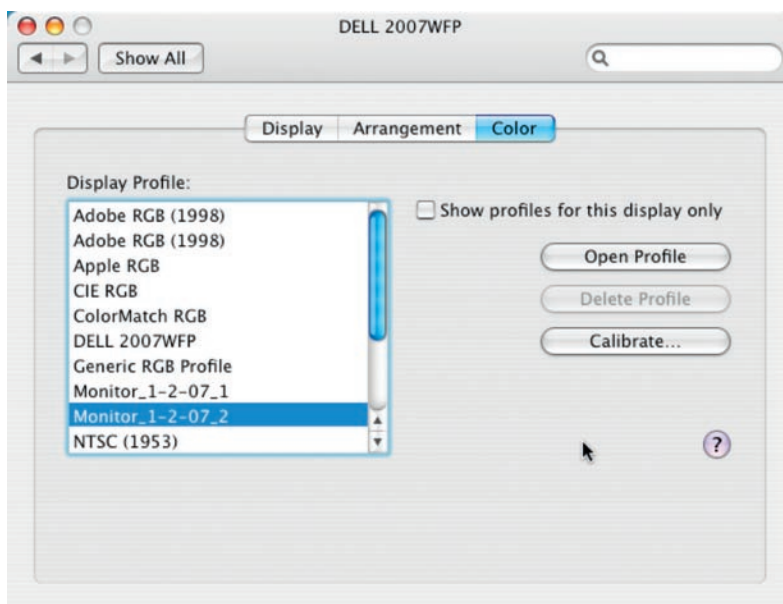 DELL 2007WFP
Show All
Display Arrangement Color
Display Profile:
Adobe RGB (1998)
Adobe RGB (1998)
Apple RGB
CIE RGB
ColorMatch RGB
DELL 2007WFP
Generic RGB Profile
Monitor_1-2-07_1
Monitor_1-2-07_2
NTSC (1953)
Show profiles for this display only
Open Profile
Delete Profile
Calibrate...
?